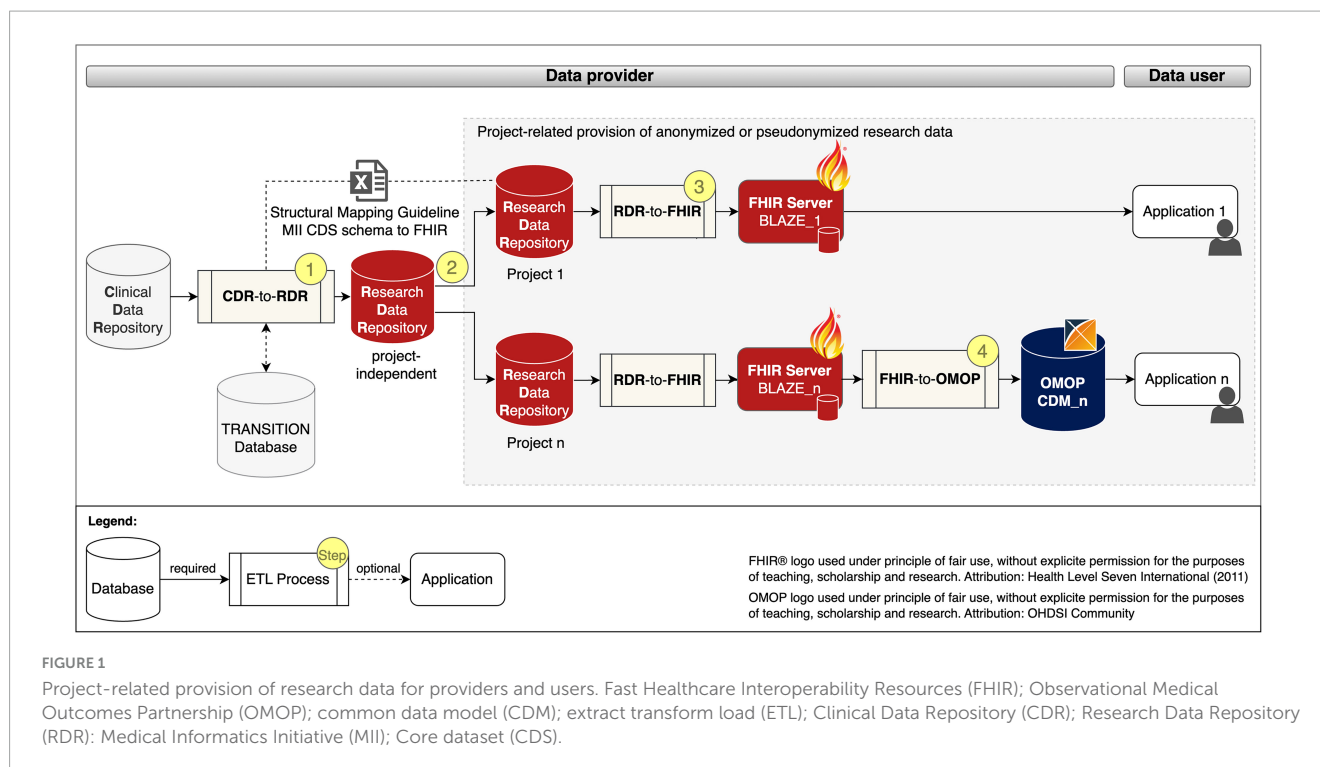 Data provider
Data user
Project-related provision of anonymized or pseudonymized research data
Structural Mapping Guideline
MII CDS schema to FHIR
Clinical
Data
Repository
CDR-to-RDR
1
TRANSITION
Database
Research
Data
Repository
project-
independent
2
Research
Data
Repository
Project 1
RDR-to-FHIR
3
FHIR Server
BLAZE_1
Application 1
Research
Data
Repository
Project n
RDR-to-FHIR
FHIR Server
BLAZE_n
FHIR-to-OMOP
4
OMOP
CDM_n
Application n
Legend:
Database
required
ETL Process
Step
optional
Application
FHIR® logo used under principle of fair use, without explicite permission for the purposes
of teaching, scholarship and research. Attribution: Health Level Seven International (2011)
OMOP logo used under principle of fair use, without explicite permission for the purposes
of teaching, scholarship and research. Attribution: OHDSI Community
FIGURE 1
Project-related provision of research data for providers and users. Fast Healthcare Interoperability Resources (FHIR); Observational Medical
Outcomes Partnership (OMOP); common data model (CDM); extract transform load (ETL); Clinical Data Repository (CDR); Research Data Repository
(RDR): Medical Informatics Initiative (MII); Core dataset (CDS).